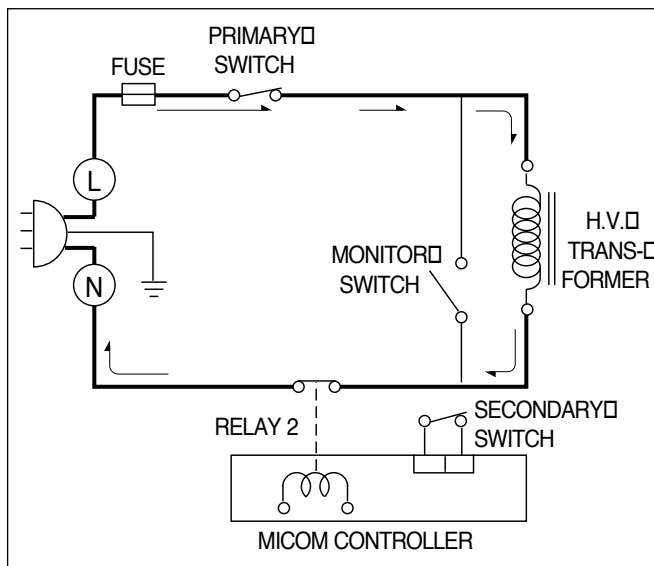 PRIMARY□
SWITCH
FUSE
L
H.V.□
TRANS-□
FORMER
MONITOR□
SWITCH
N
RELAY 2
SECONDARY□
SWITCH
MICOM CONTROLLER